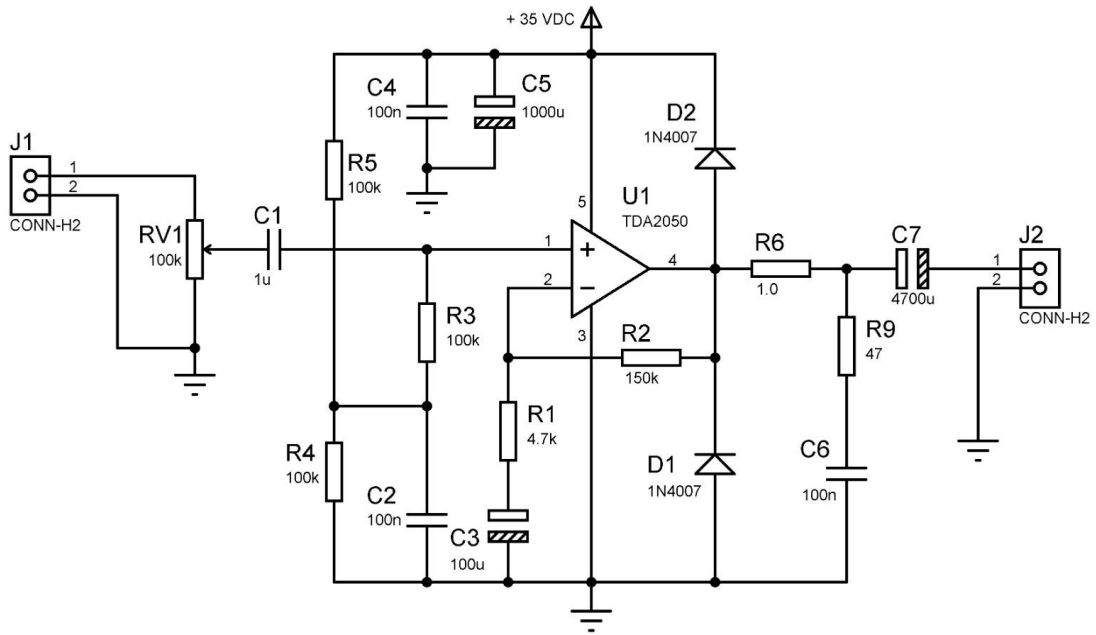 + 35 VDC
J1
1
2
CONN-H2
RV1
100k
C1
1u
R5
100k
C4
100n
C5
1000u
D2
1N4007
U1
TDA2050
5
1
+
2
−
3
4
R3
100k
R4
100k
C2
100n
R1
4.7k
C3
100u
R2
150k
D1
1N4007
R6
1.0
R9
47
C6
100n
C7
4700u
J2
1
2
CONN-H2